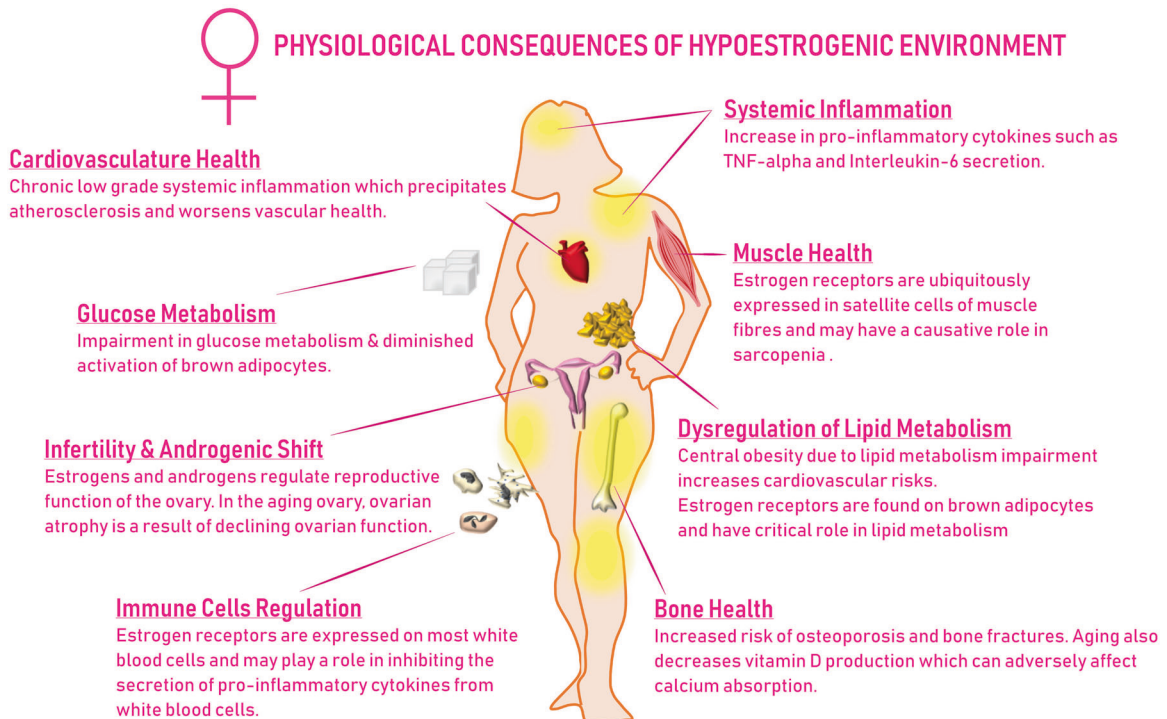 PHYSIOLOGICAL CONSEQUENCES OF HYPOESTROGENIC ENVIRONMENT
Systemic Inflammation
Increase in pro-inflammatory cytokines such as
TNF-alpha and Interleukin-6 secretion.
Cardiovasculature Health
Chronic low grade systemic inflammation which precipitates
atherosclerosis and worsens vascular health.
Muscle Health
Estrogen receptors are ubiquitously
expressed in satellite cells of muscle
fibres and may have a causative role in
sarcopenia .
Glucose Metabolism
Impairment in glucose metabolism & diminished
activation of brown adipocytes.
Dysregulation of Lipid Metabolism
Central obesity due to lipid metabolism impairment
increases cardiovascular risks.
Estrogen receptors are found on brown adipocytes
and have critical role in lipid metabolism
Infertility & Androgenic Shift
Estrogens and androgens regulate reproductive
function of the ovary. In the aging ovary, ovarian
atrophy is a result of declining ovarian function.
Immune Cells Regulation
Estrogen receptors are expressed on most white
blood cells and may play a role in inhibiting the
secretion of pro-inflammatory cytokines from
white blood cells.
Bone Health
Increased risk of osteoporosis and bone fractures. Aging also
decreases vitamin D production which can adversely affect
calcium absorption.